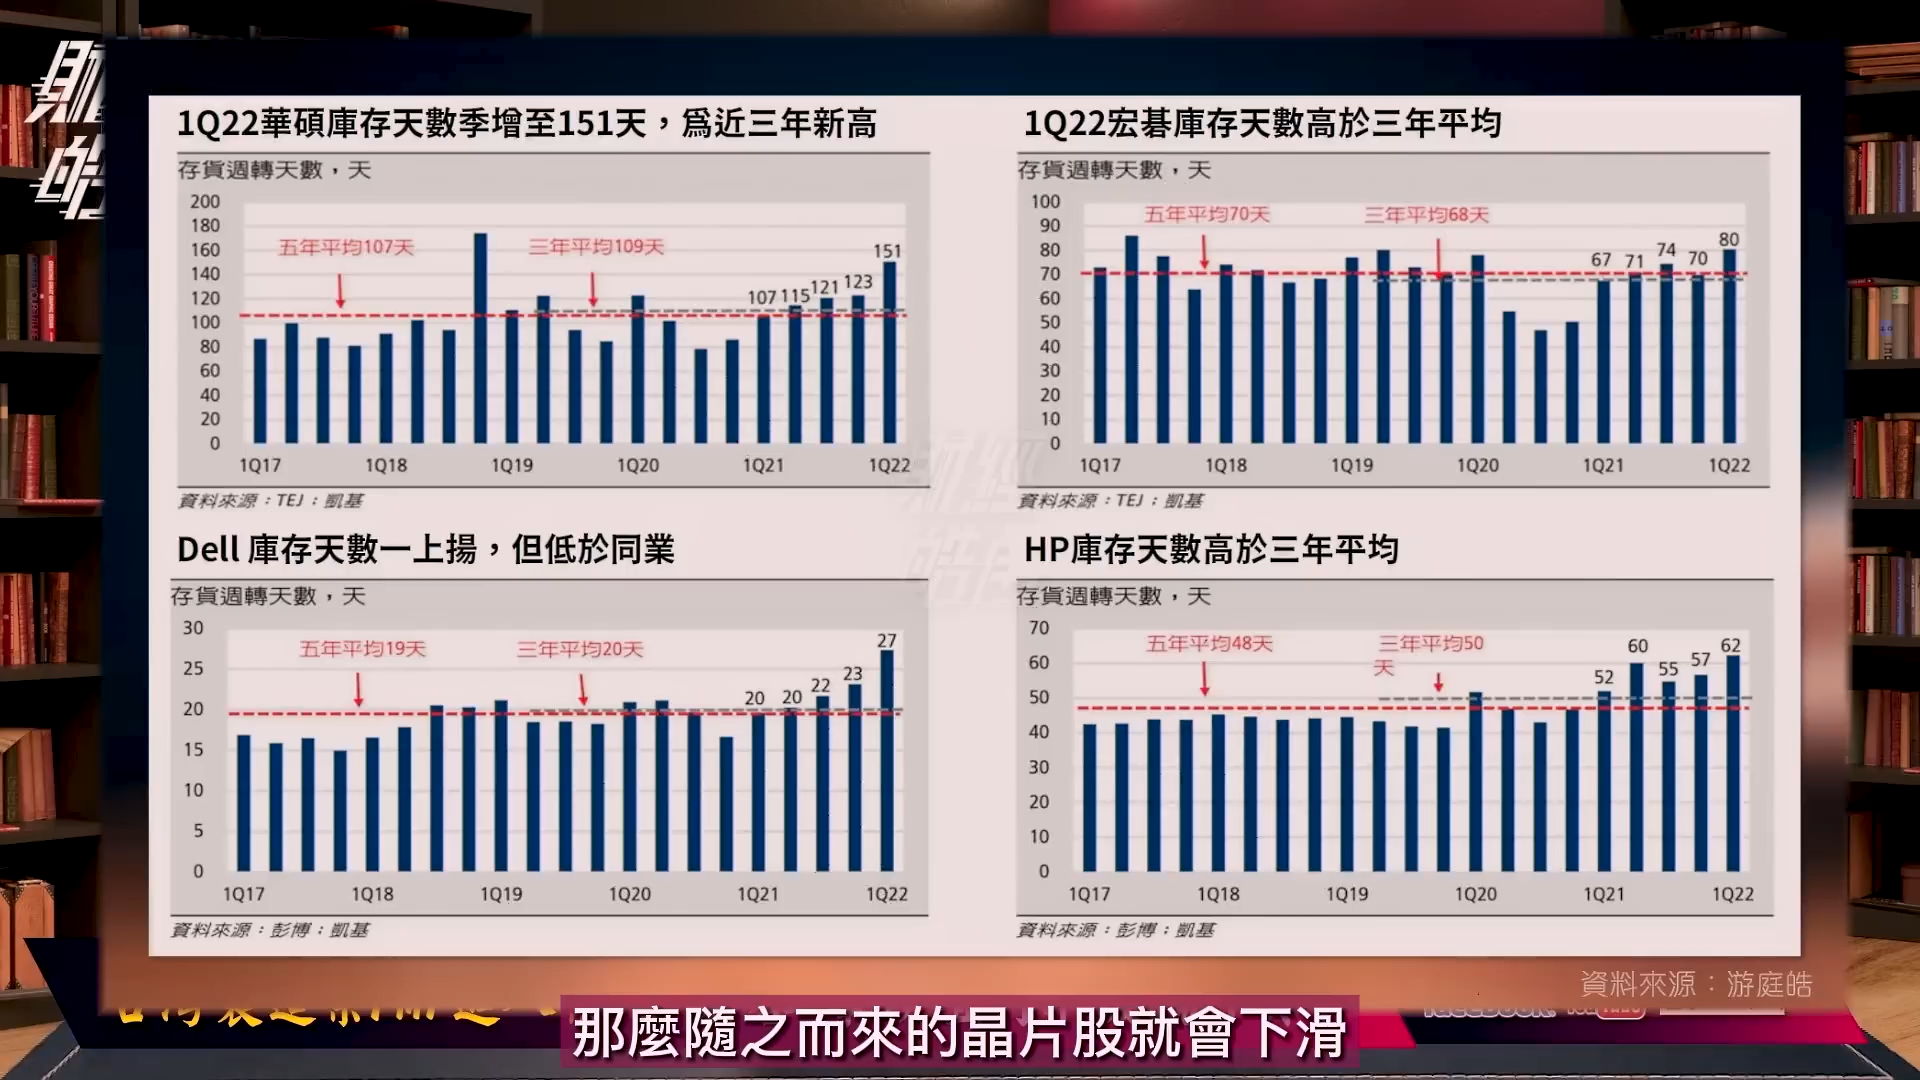 1Q22華碩庫存天數季增至151天，爲近三年新高
存貨週轉天數，天
200
180
160
140
120
100
80
60
40
20
0
五年平均107天
三年平均109天
107
115
121
123
151
1Q17
1Q18
1Q19
1Q20
1Q21
1Q22
資料來源：TEJ；凱基
1Q22宏碁庫存天數高於三年平均
存貨週轉天數，天
100
90
80
70
60
50
40
30
20
10
0
五年平均70天
三年平均68天
67
71
74
70
80
1Q17
1Q18
1Q19
1Q20
1Q21
1Q22
資料來源：TEJ；凱基
Dell 庫存天數一上揚，但低於同業
存貨週轉天數，天
30
25
20
15
10
5
0
五年平均19天
三年平均20天
20
20
22
23
27
1Q17
1Q18
1Q19
1Q20
1Q21
1Q22
資料來源：彭博；凱基
HP庫存天數高於三年平均
存貨週轉天數，天
70
60
50
40
30
20
10
0
五年平均48天
三年平均50
天
52
60
55
57
62
1Q17
1Q18
1Q19
1Q20
1Q21
1Q22
資料來源：彭博；凱基
資料來源：游庭皓
那麼隨之而來的晶片股就會下滑